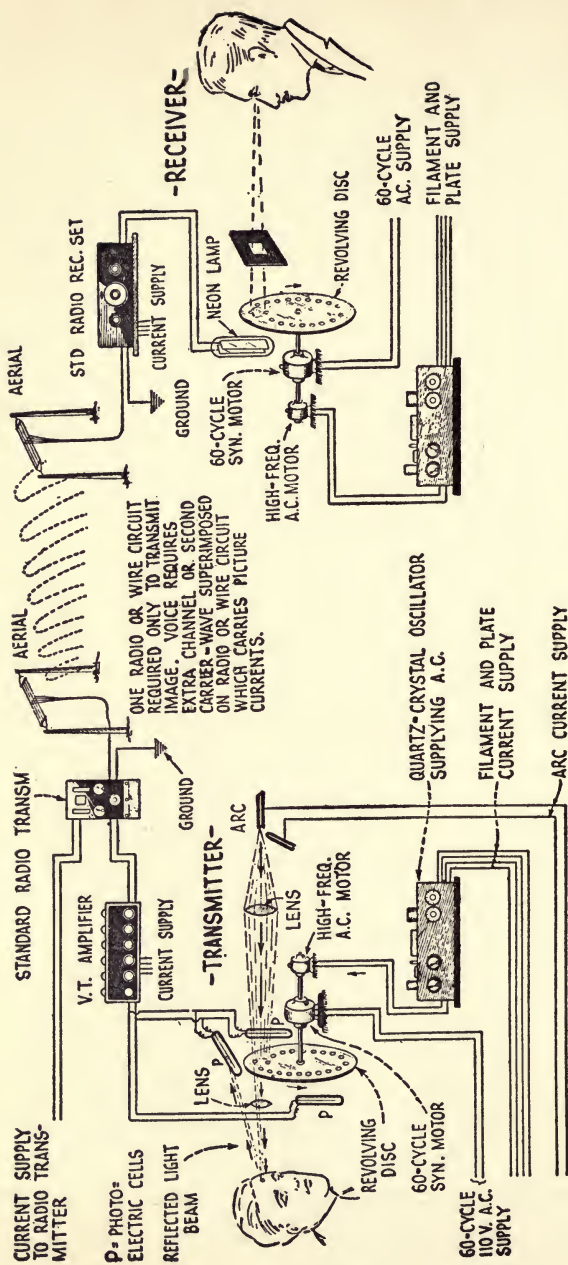 CURRENT SUPPLY
TO RADIO TRANS-
MITTER
STANDARD RADIO TRANSM
AERIAL
AERIAL
STD RADIO REC. SET
P = PHOTO=
ELECTRIC CELLS
V.T. AMPLIFIER
CURRENT SUPPLY
GROUND
ONE RADIO OR WIRE CIRCUIT
REQUIRED ONLY TO TRANSMIT
IMAGE. VOICE REQUIRES
EXTRA CHANNEL OR SECOND
CARRIER-WAVE SUPERIMPOSED
ON RADIO OR WIRE CIRCUIT
WHICH CARRIES PICTURE
CURRENTS.
GROUND
CURRENT SUPPLY
-RECEIVER-
REFLECTED LIGHT
BEAM
LENS
P
P
P
-TRANSMITTER-
LENS
ARC
NEON LAMP
60-CYCLE
SYN. MOTOR
HIGH-FREQ.
A.C. MOTOR
REVOLVING DISC
REVOLVING
DISC
60=CYCLE
SYN. MOTOR
HIGH-FREQ.
A.C. MOTOR
60=CYCLE
110 V. A.C.
SUPPLY
QUARTZ=CRYSTAL OSCILLATOR
SUPPLYING A.C.
FILAMENT AND PLATE
CURRENT SUPPLY
ARC CURRENT SUPPLY
60-CYCLE
A.C. SUPPLY
FILAMENT AND
PLATE SUPPLY